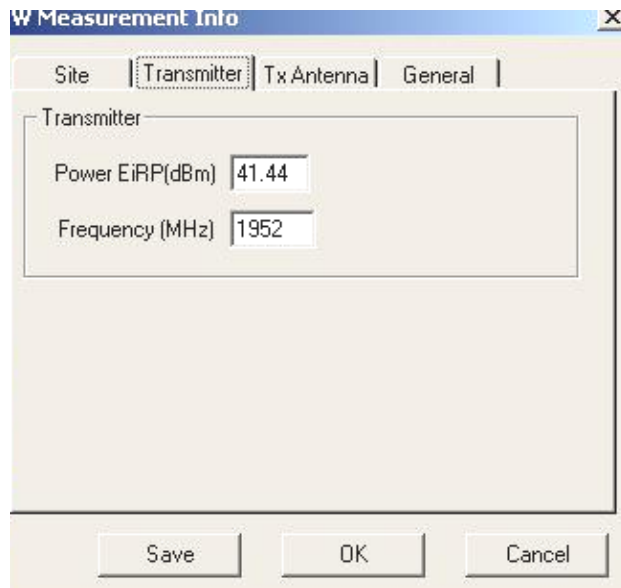 W Measurement Info
Site Transmitter Tx Antenna General
Transmitter
Power EiRP(dBm) 41.44
Frequency (MHz) 1952
Save OK Cancel